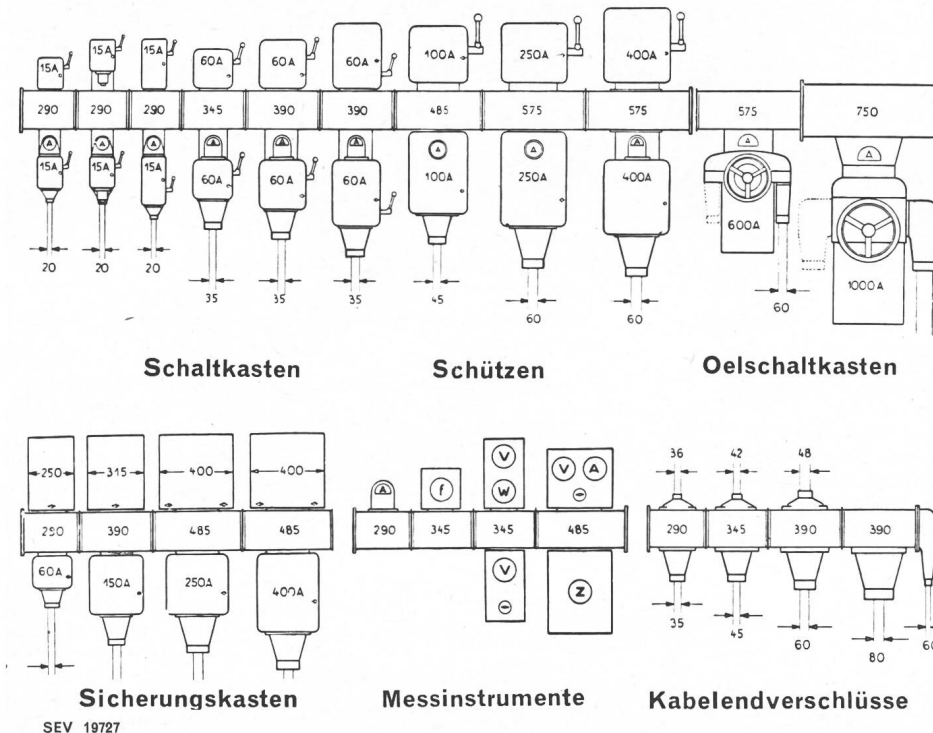 15A 15A 15A 60A 60A 60A 100A 250A 400A
290 290 290 345 390 390 485 575 575 575 750
A A A A A A A A A A A
15A 15A 15A 60A 60A 60A 100A 250A 400A 600A 1000A
20 20 20 35 35 35 45 60 60 60
Schaltkasten Schützen Oelschaltkasten
250 315 400 400
290 390 485 485
60A 150A 250A 400A
Sicherungskasten
A f V W V A
290 345 345 485
V Z
Messinstrumente
36 42 48
290 345 390 390
35 45 60 80 60
Kabelendverschlüsse
SEV 19727